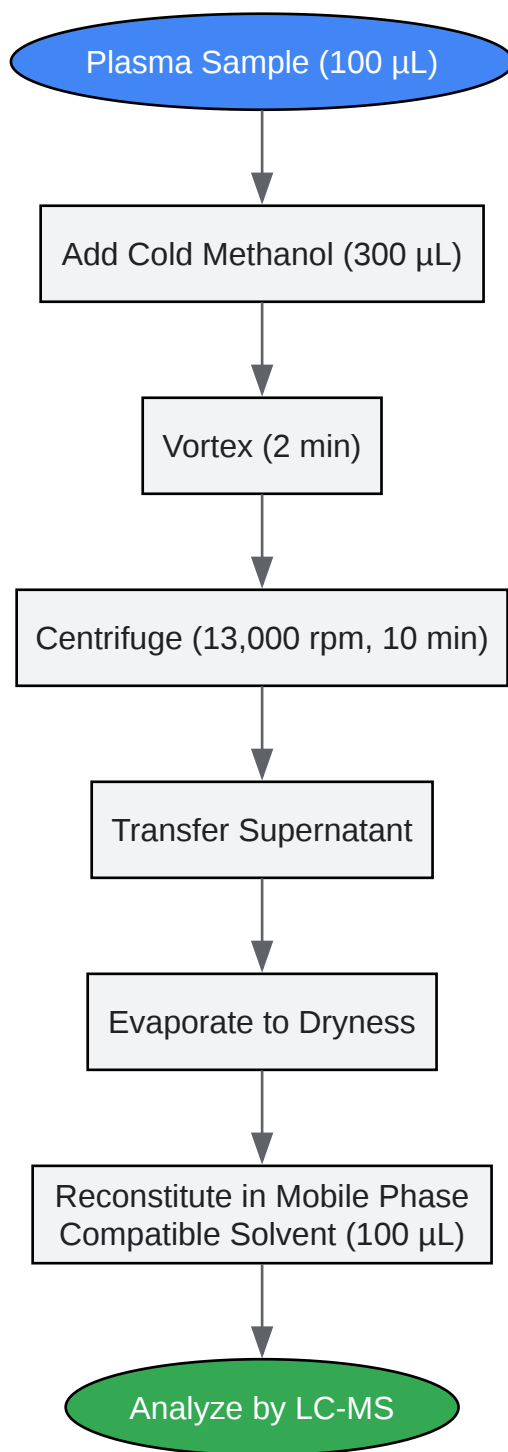 Plasma Sample (100 µL)
Add Cold Methanol (300 µL)
Vortex (2 min)
Centrifuge (13,000 rpm, 10 min)
Transfer Supernatant
Evaporate to Dryness
Reconstitute in Mobile Phase
Compatible Solvent (100 µL)
Analyze by LC-MS